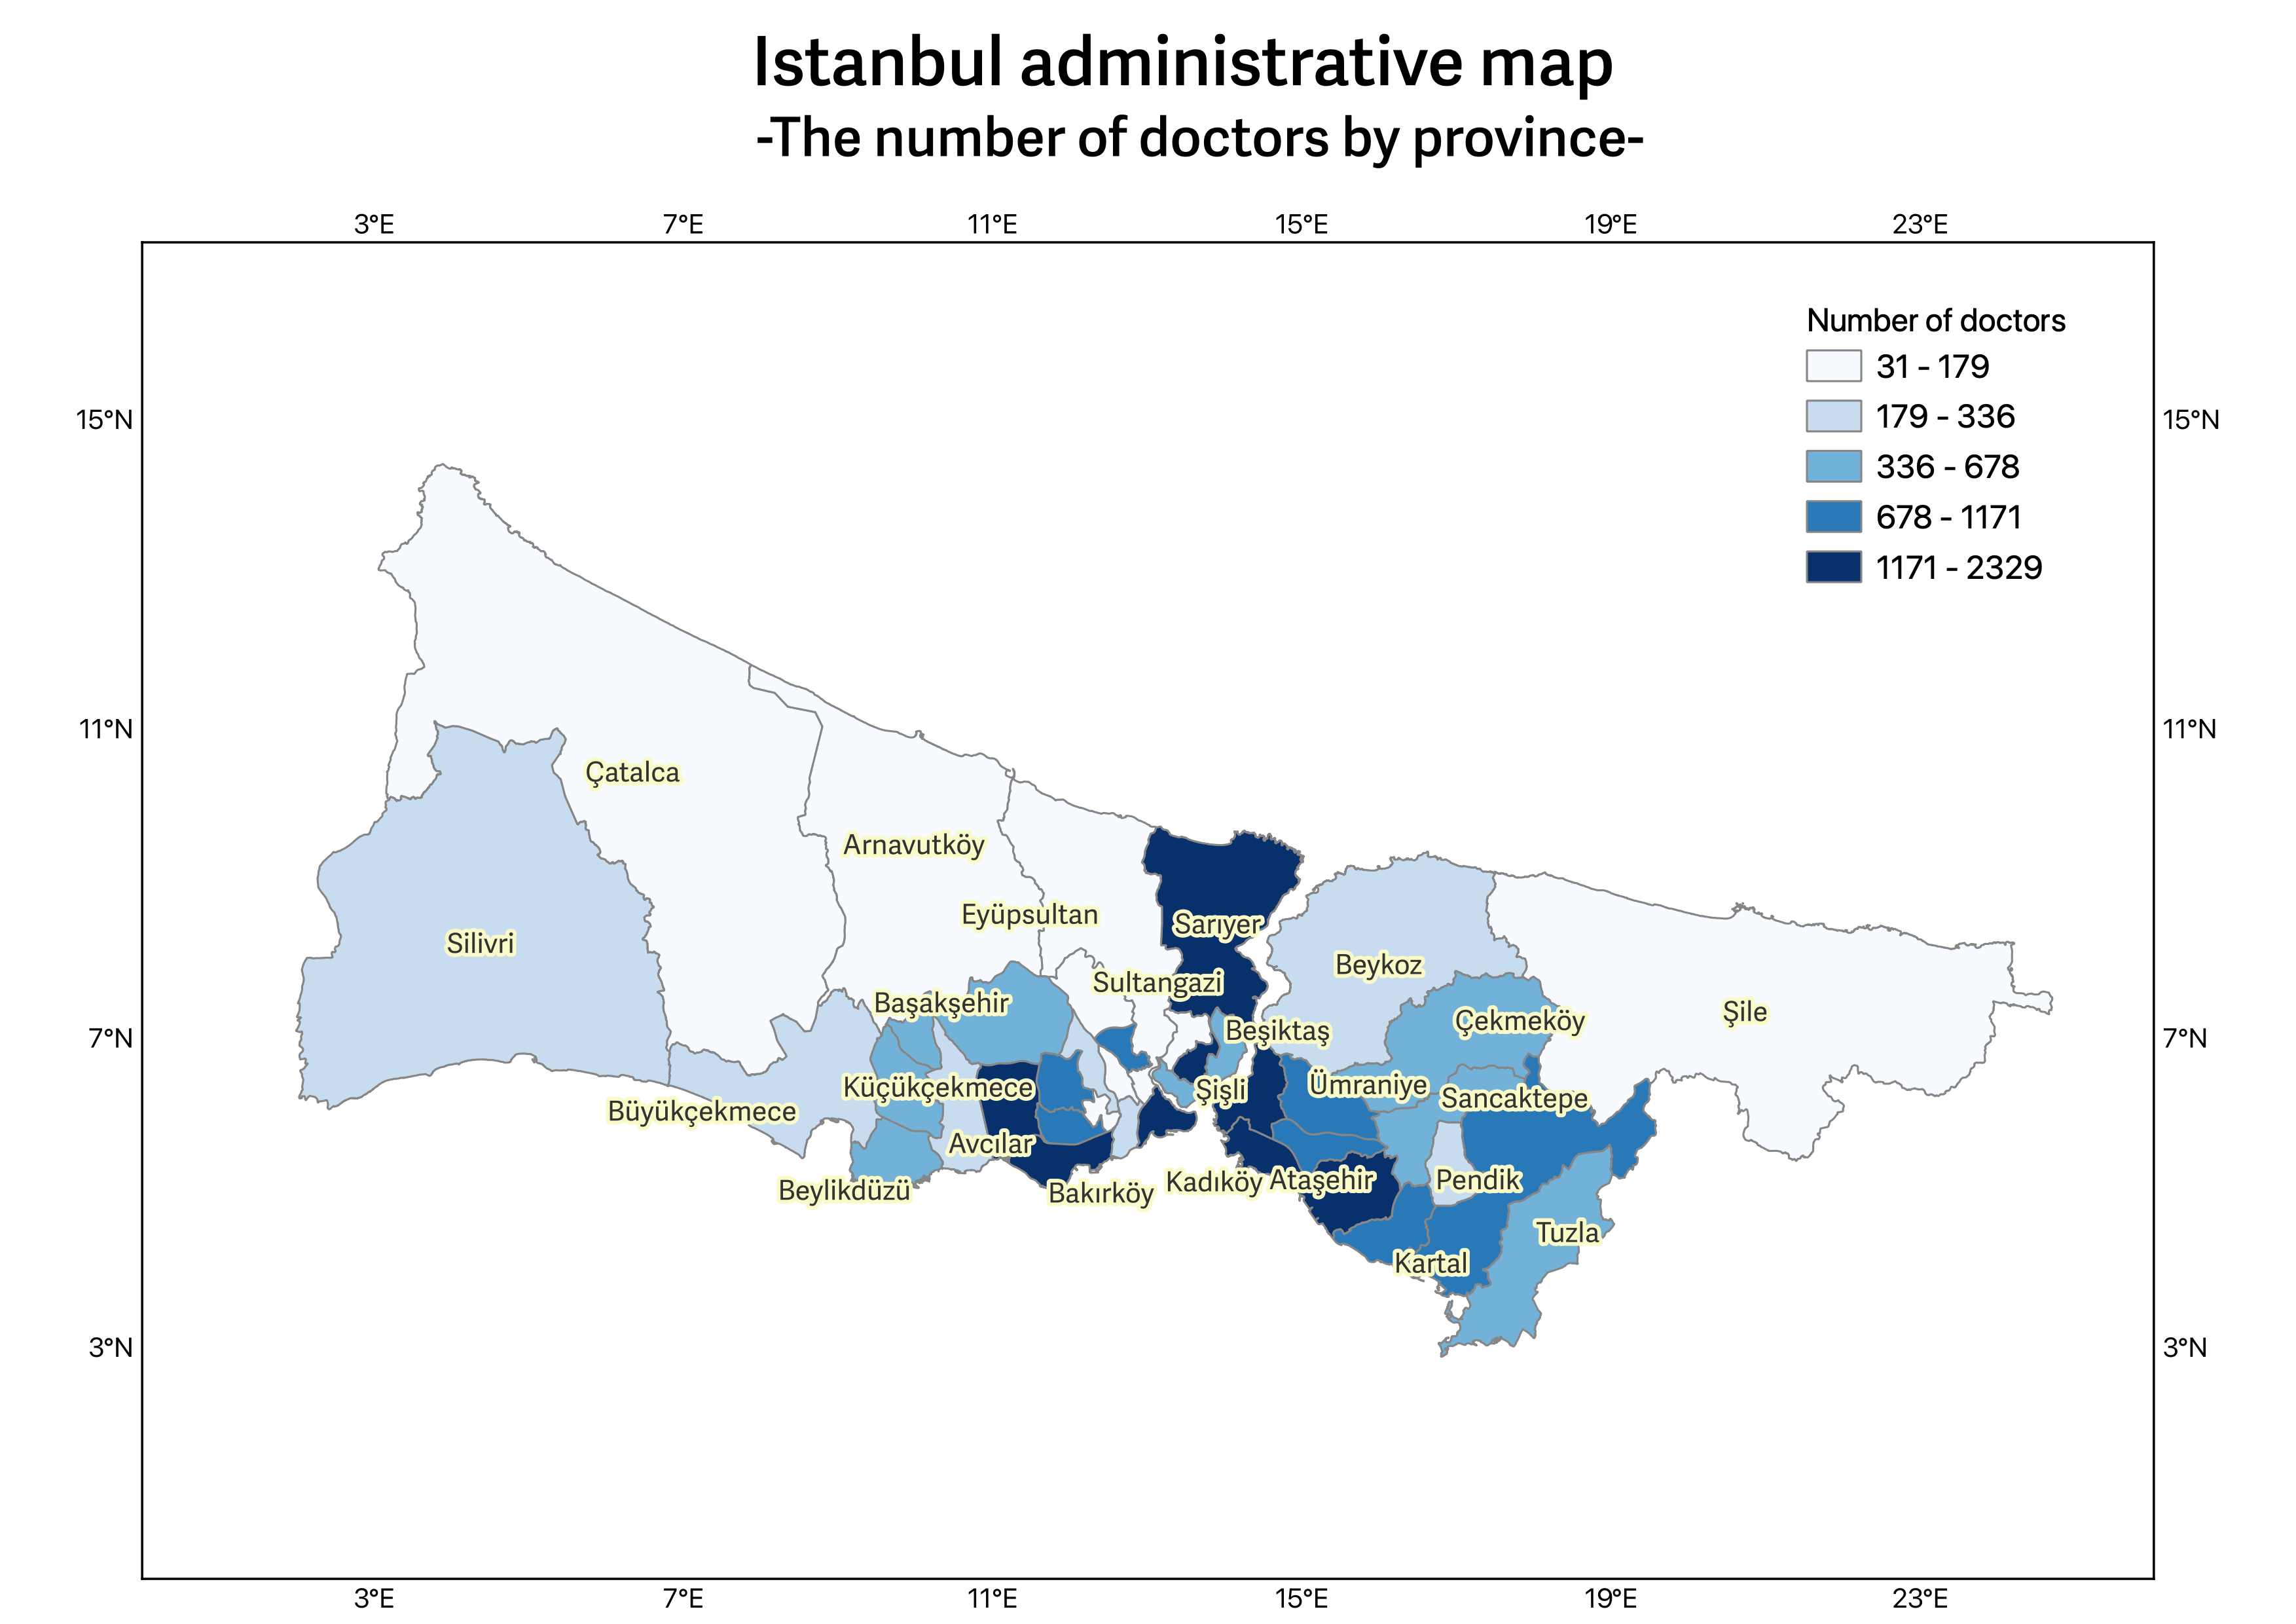 Istanbul administrative map
-The number of doctors by province-
3°E 7°E 11°E 15°E 19°E 23°E
Number of doctors
31 - 179
179 - 336
336 - 678
678 - 1171
1171 - 2329
15°N 15°N
11°N 11°N
Çatalca
Arnavutköy
Eyüpsultan
Sarıyer
Silivri
Beykoz
Sultangazi
Başakşehir
Şile
Çekmeköy
Beşiktaş
7°N 7°N
Ümraniye
Küçükçekmece
Şişli
Sancaktepe
Büyükçekmece
Avcılar
Pendik
Ataşehir
Kadıköy
Beylikdüzü
Bakırköy
Tuzla
Kartal
3°N 3°N
3°E 7°E 11°E 15°E 19°E 23°E